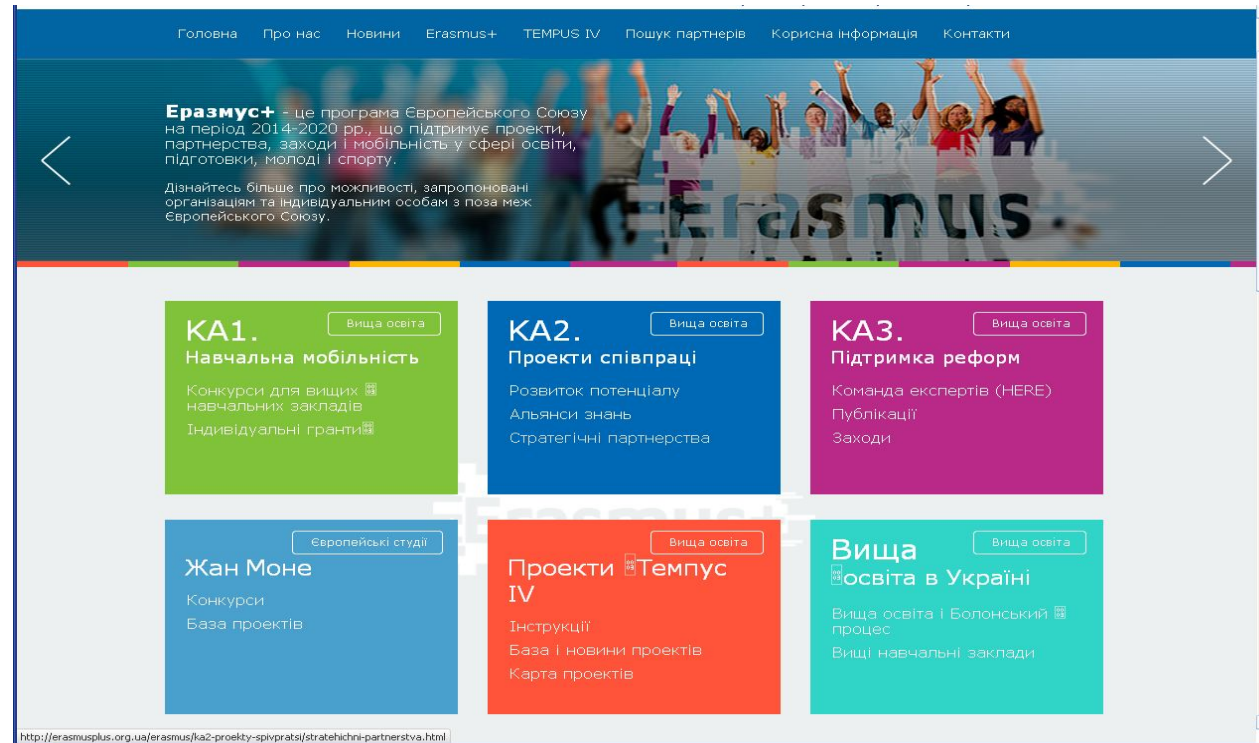 Головна Про нас Новини Erasmus+ TEMPUS IV Пошук партнерів Корисна інформація Контакти
Еразмус+ - це програма Європейського Союзу
на період 2014-2020 рр., що підтримує проекти,
партнерства, заходи і мобільність у сфері освіти,
підготовки, молоді і спорту.
Дізнайтесь більше про можливості, запропоновані
організаціям та індивідуальним особам з поза меж
Європейського Союзу.
Erasmus+
КА1.
Вища освіта
Навчальна мобільність
Конкурси для вищих
навчальних закладів
Індивідуальні гранти
КА2.
Вища освіта
Проекти співпраці
Розвиток потенціалу
Альянси знань
Стратегічні партнерства
КА3.
Вища освіта
Підтримка реформ
Команда експертів (HERE)
Публікації
Заходи
Erasmus+
Європейські студії
Жан Моне
Конкурси
База проектів
Вища освіта
Проекти Темпус
IV
Інструкції
База і новини проектів
Карта проектів
Вища
Вища освіта
освіта в Україні
Вища освіта і Болонський
процес
Вищі навчальні заклади
http://erasmusplus.org.ua/erasmus/ka2-proekty-spivpratsi/stratehichni-partnerstva.html